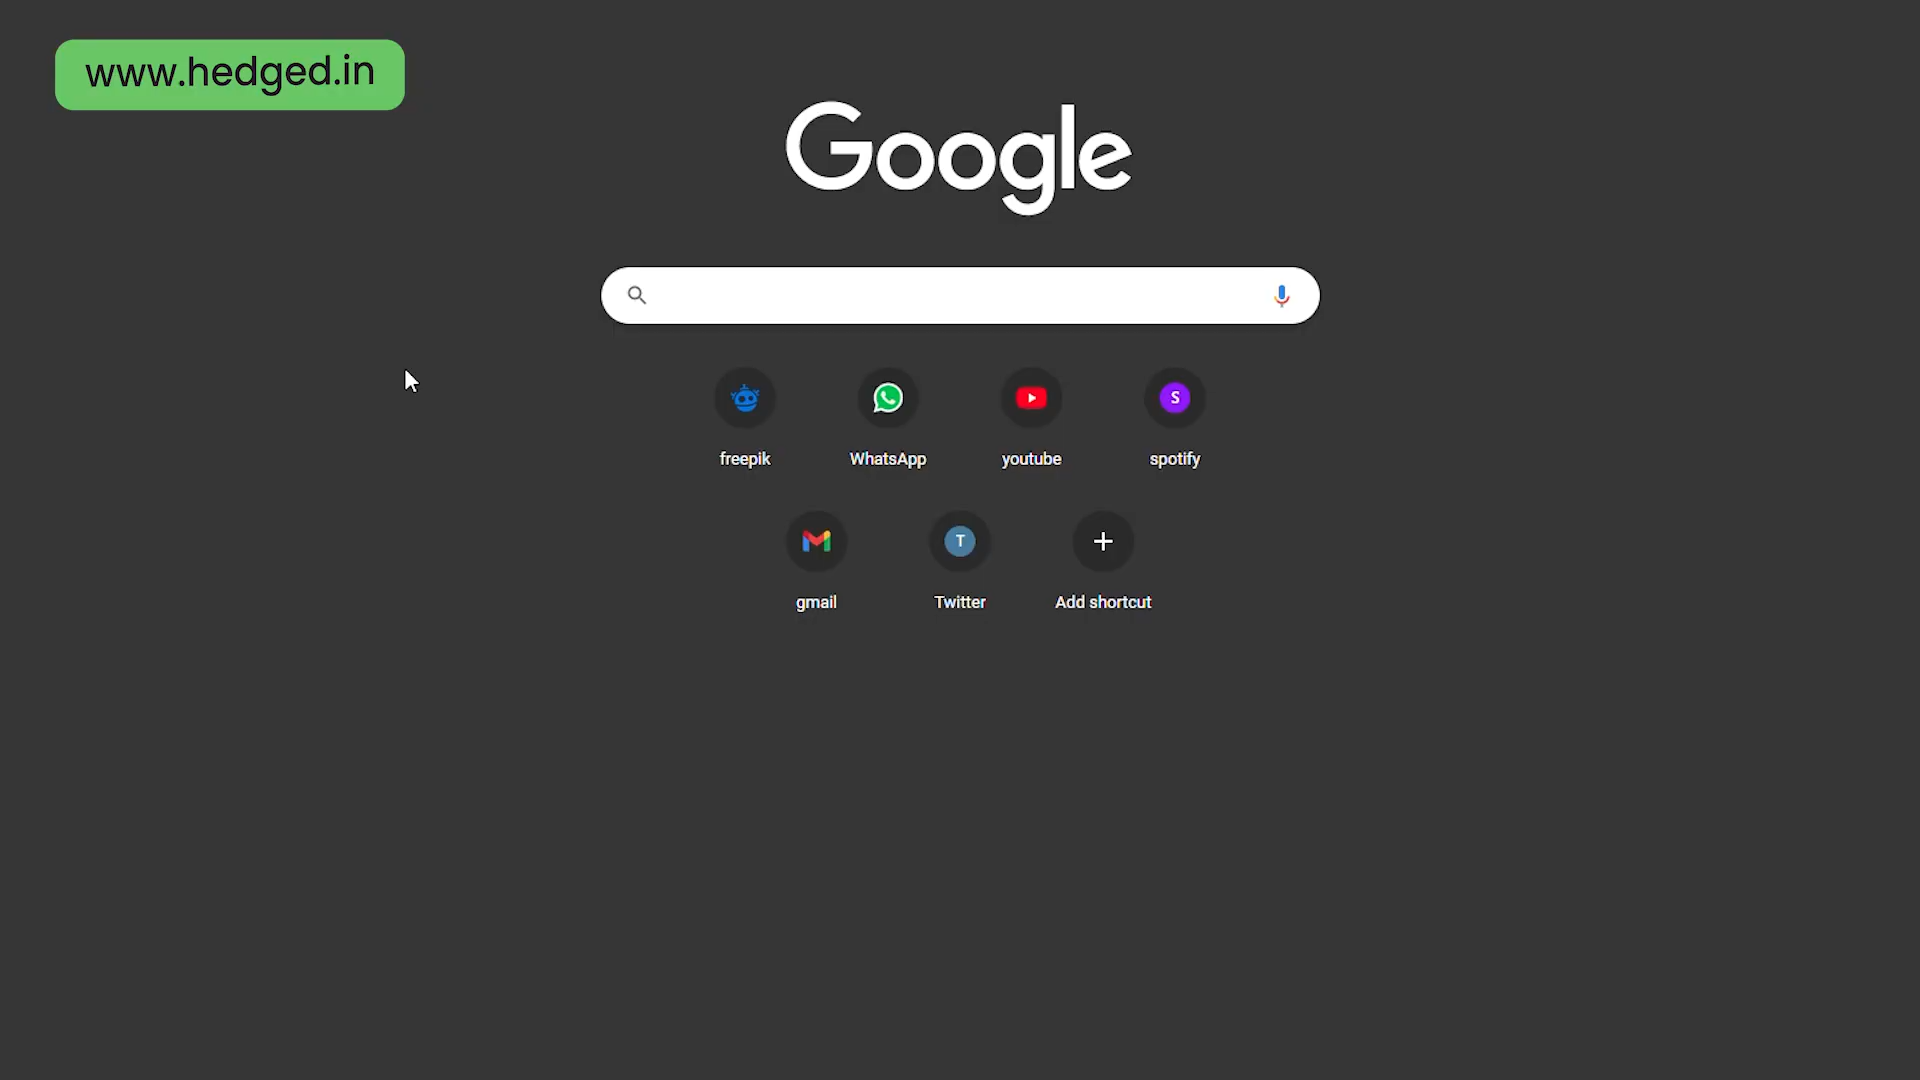 www.hedged.in
Google
freepik
WhatsApp
youtube
S
spotify
gmail
T
Twitter
Add shortcut